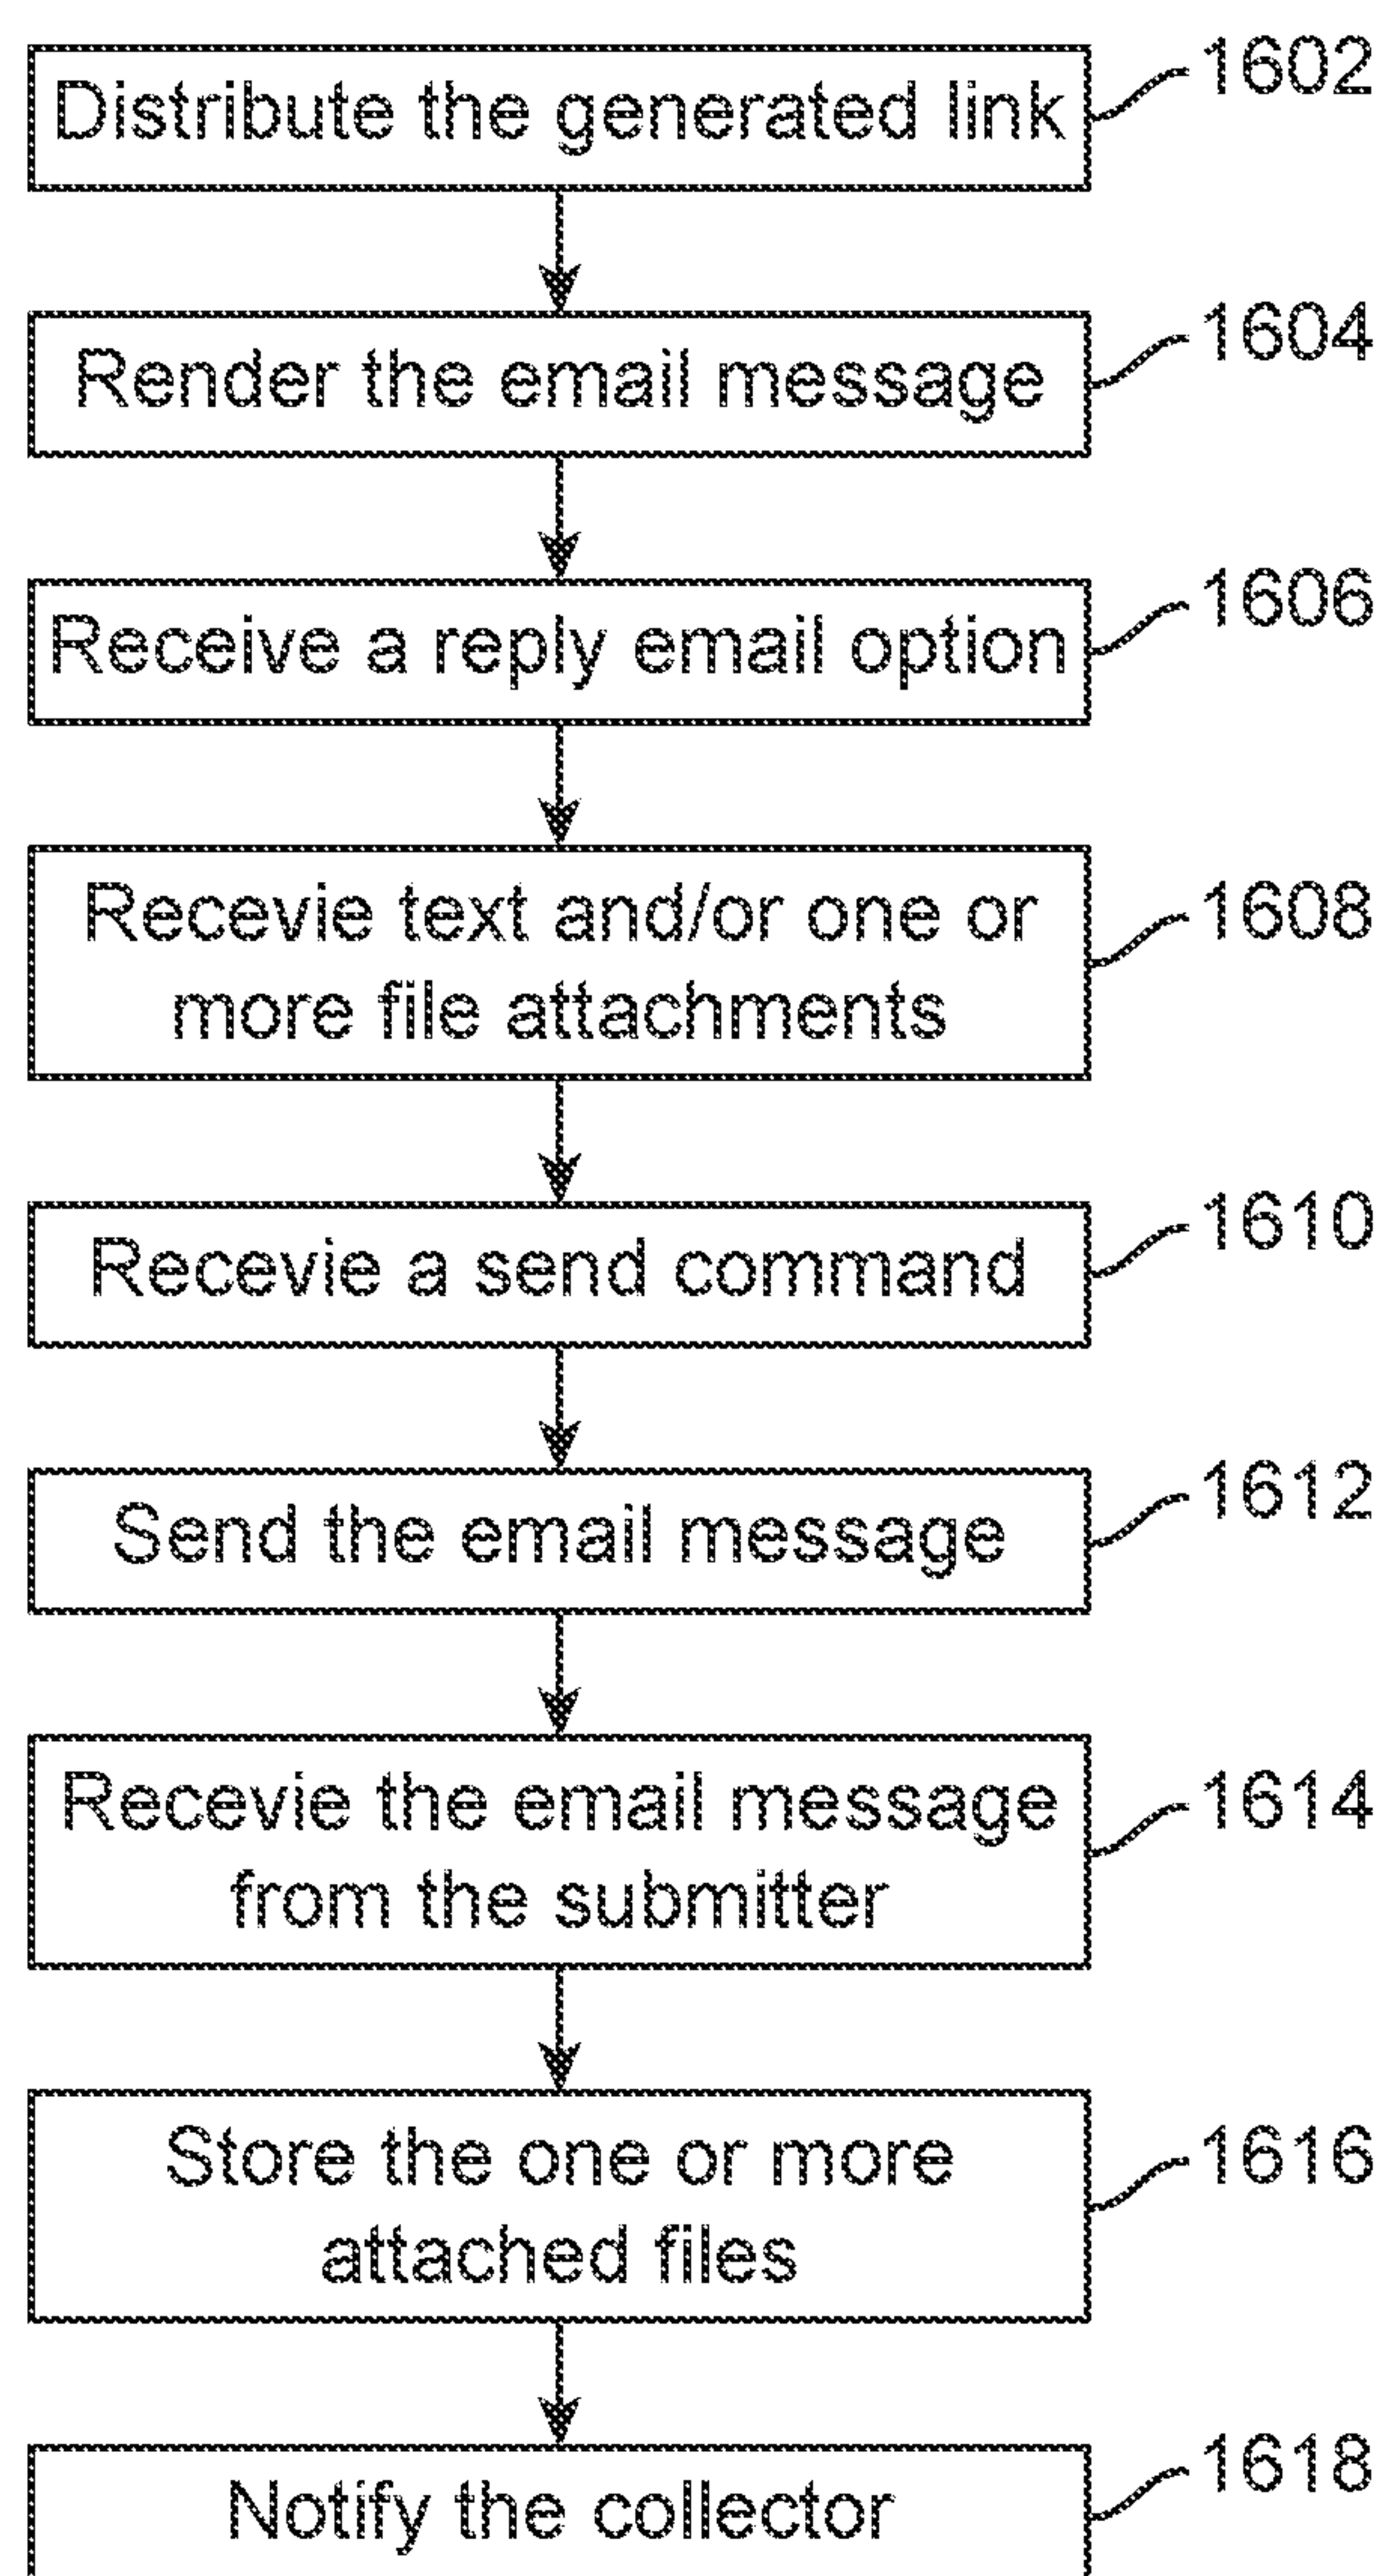 Distribute the generated link
1602
Render the email message
1604
Receive a reply email option
1606
Recevie text and/or one or
more file attachments
1608
Recevie a send command
1610
Send the email message
1612
Recevie the email message
from the submitter
1614
Store the one or more
attached files
1616
Notify the collector
1618